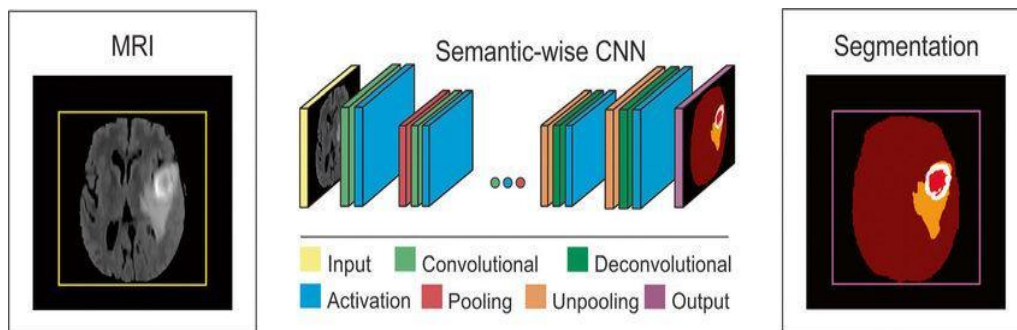 MRI
Semantic-wise CNN
Segmentation
Input Convolutional Deconvolutional
Activation Pooling Unpooling Output